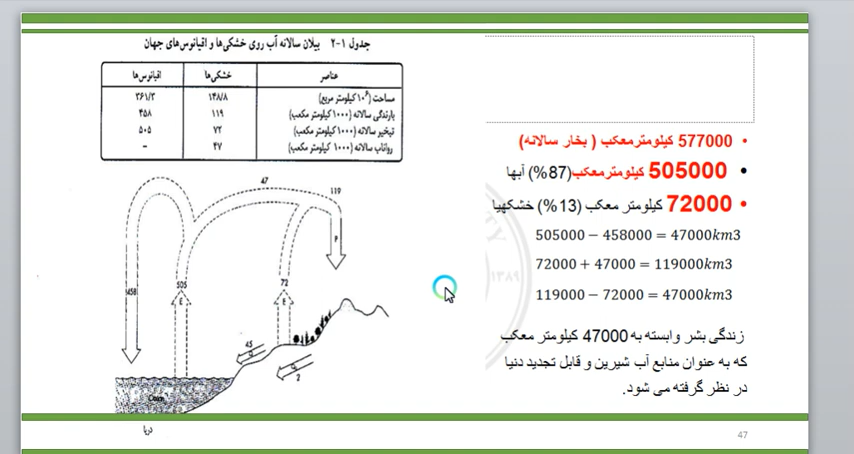 جدول ۱-۲ بیلان سالانه آب روی خشکی‌ها و اقیانوس‌های جهان
عناصر خشکی‌ها اقیانوس‌ها
مساحت (۱۰۶ کیلومتر مربع) ۱۴۸/۸ ۳۶۱/۳
بارندگی سالانه (۱۰۰۰ کیلومتر مکعب) ۱۱۹ ۴۵۸
تبخیر سالانه (۱۰۰۰ کیلومتر مکعب) ۷۲ ۵۰۵
رواناب سالانه (۱۰۰۰ کیلومتر مکعب) ۴۷ -
• 577000 کیلومترمعکب ( بخار سالانه)
• 505000 کیلومترمعکب(87%) آبها
• 72000 کیلومتر معکب (13%) خشکهیا
505000 − 458000 = 47000km3
72000 + 47000 = 119000km3
119000 − 72000 = 47000km3
زندگی بشر وابسته به 47000 کیلومتر معکب
که به عنوان منابع آب شیرین و قابل تجدید دنیا
در نظر گرفته می شود.
47
119
P
505
72
458
E
E
45
2
۱۳۸۹
دریا
47